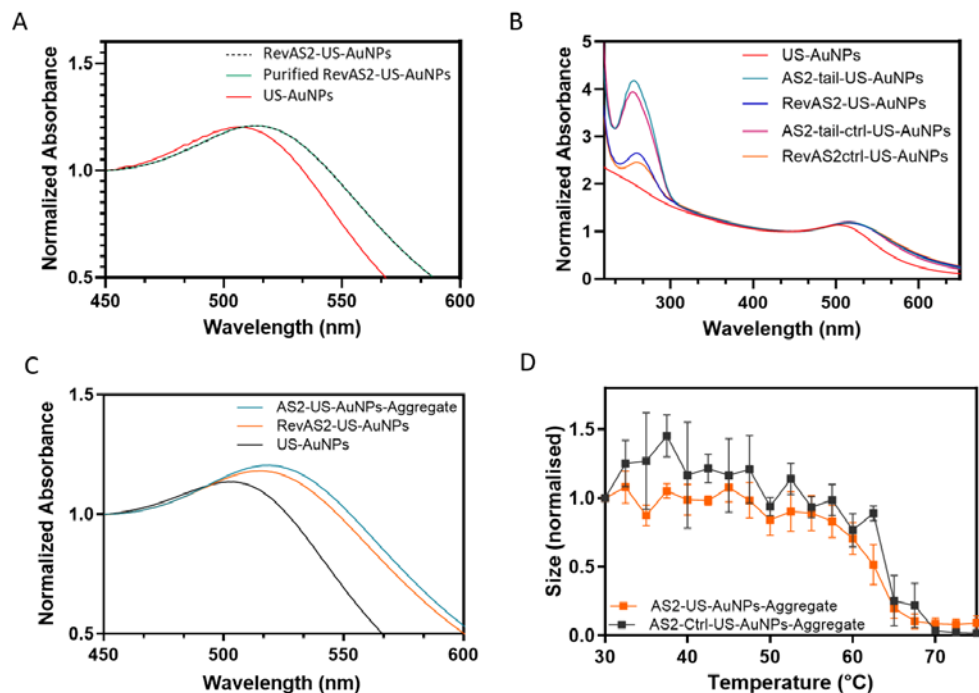 A
1.5
1.0
0.5
Normalized Absorbance
RevAS2-US-AuNPs
Purified RevAS2-US-AuNPs
US-AuNPs
450
500
550
600
Wavelength (nm)
B
5
4
3
2
1
0
Normalized Absorbance
US-AuNPs
AS2-tail-US-AuNPs
RevAS2-US-AuNPs
AS2-tail-ctrl-US-AuNPs
RevAS2ctrl-US-AuNPs
300
400
500
600
Wavelength (nm)
C
1.5
1.0
0.5
Normalized Absorbance
AS2-US-AuNPs-Aggregate
RevAS2-US-AuNPs
US-AuNPs
450
500
550
600
Wavelength (nm)
D
1.5
1.0
0.5
0.0
Size (normalised)
AS2-US-AuNPs-Aggregate
AS2-Ctrl-US-AuNPs-Aggregate
30
40
50
60
70
Temperature (°C)